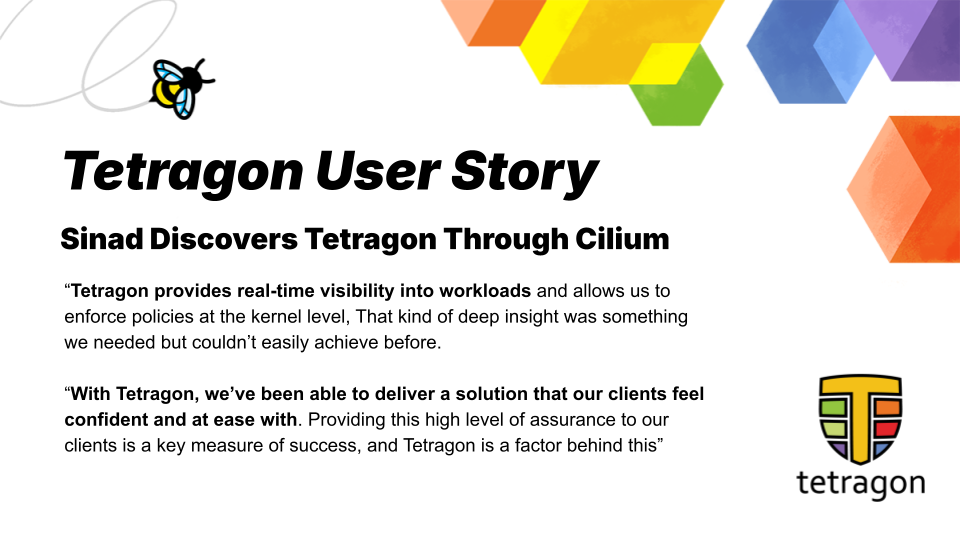 Tetragon User Story
Sinad Discovers Tetragon Through Cilium
“Tetragon provides real-time visibility into workloads and allows us to
enforce policies at the kernel level, That kind of deep insight was something
we needed but couldn’t easily achieve before.
“With Tetragon, we’ve been able to deliver a solution that our clients feel
confident and at ease with. Providing this high level of assurance to our
clients is a key measure of success, and Tetragon is a factor behind this”
tetragon